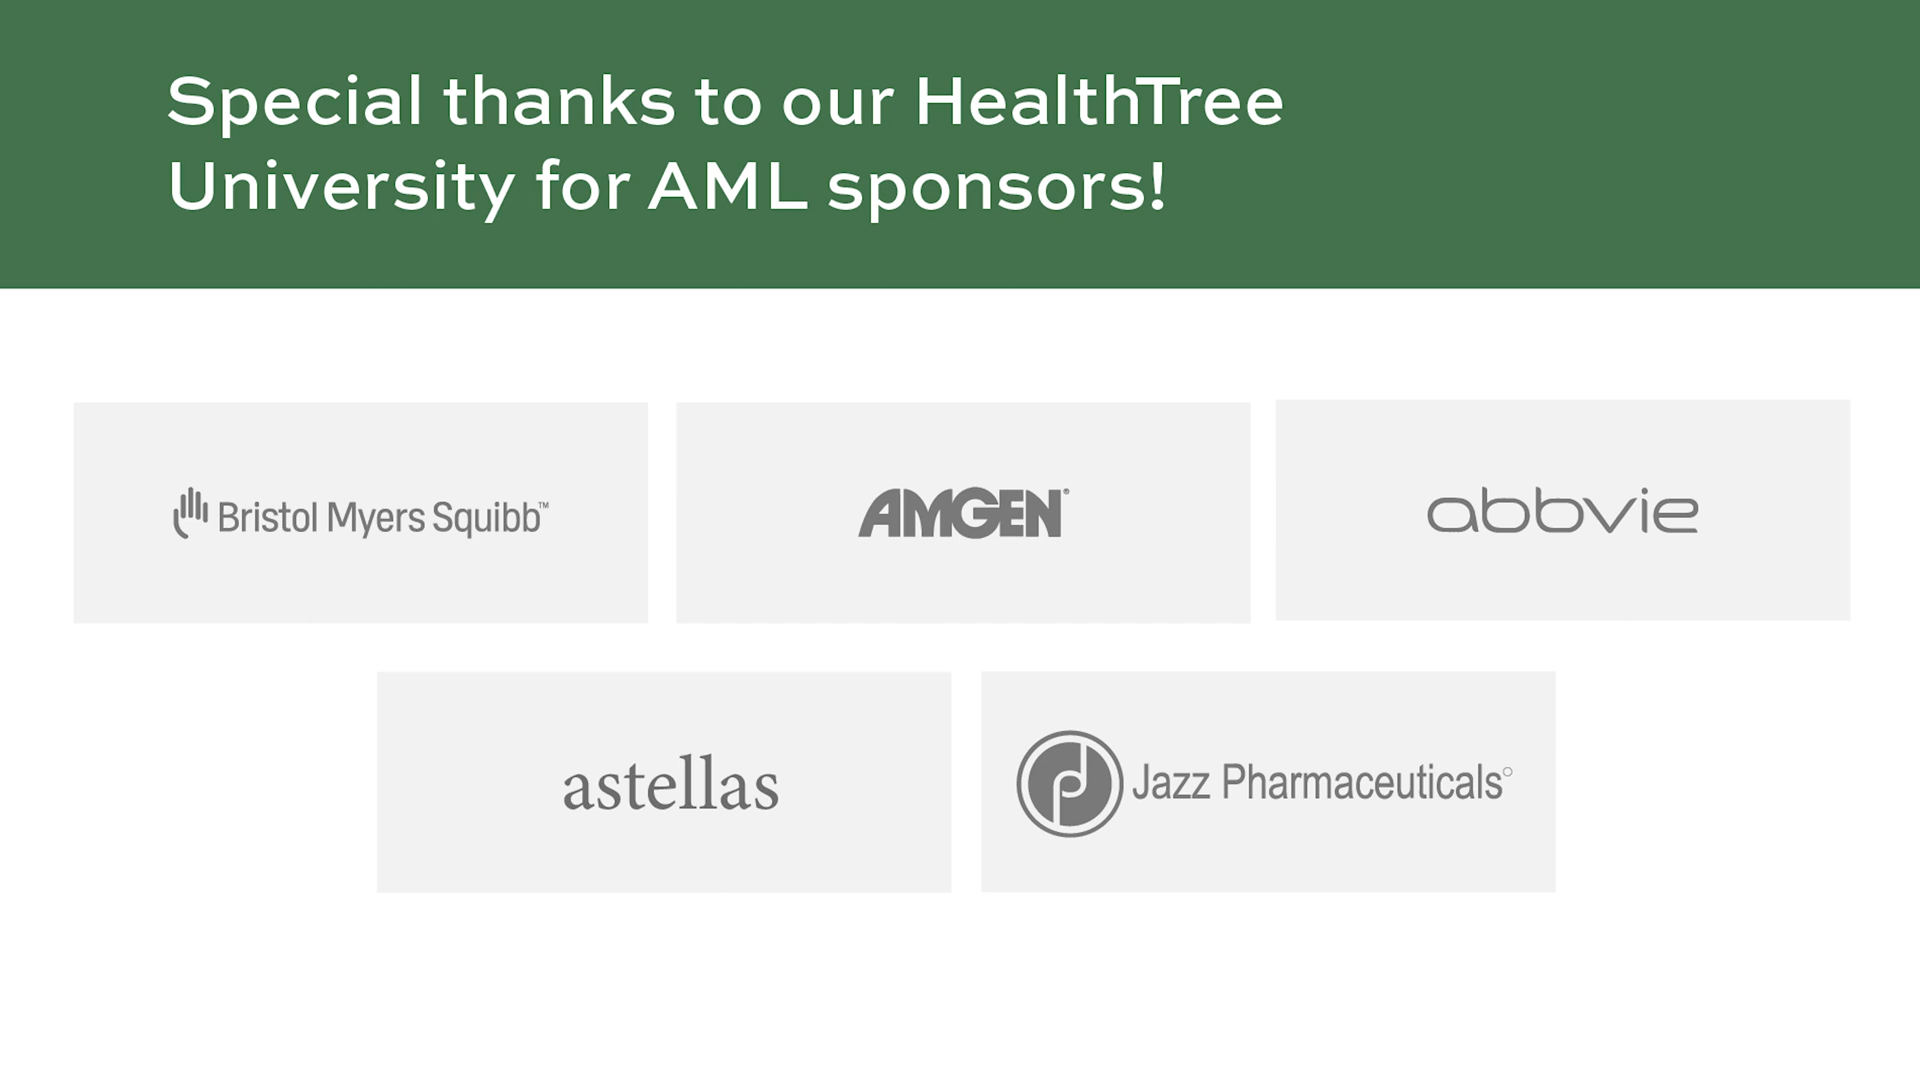 Special thanks to our HealthTree
University for AML sponsors!
Bristol Myers Squibb™
AMGEN®
abbvie
astellas
Jazz Pharmaceuticals